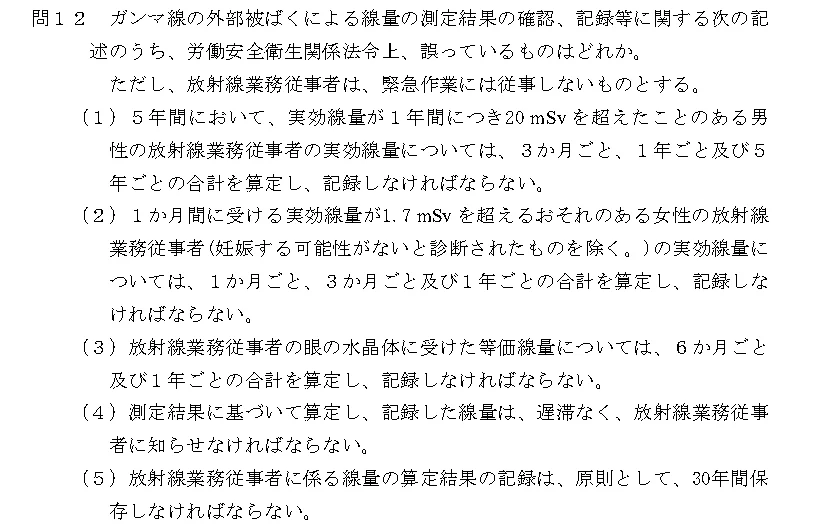 問１２　ガンマ線の外部被ばくによる線量の測定結果の確認、記録等に関する次の記
述のうち、労働安全衛生関係法令上、誤っているものはどれか。
ただし、放射線業務従事者は、緊急作業には従事しないものとする。
（１）５年間において、実効線量が１年間につき20 mSv を超えたことのある男
性の放射線業務従事者の実効線量については、３か月ごと、１年ごと及び５
年ごとの合計を算定し、記録しなければならない。
（２）１か月間に受ける実効線量が1.7 mSv を超えるおそれのある女性の放射線
業務従事者(妊娠する可能性がないと診断されたものを除く。)の実効線量に
ついては、１か月ごと、３か月ごと及び１年ごとの合計を算定し、記録しな
ければならない。
（３）放射線業務従事者の眼の水晶体に受けた等価線量については、６か月ごと
及び１年ごとの合計を算定し、記録しなければならない。
（４）測定結果に基づいて算定し、記録した線量は、遅滞なく、放射線業務従事
者に知らせなければならない。
（５）放射線業務従事者に係る線量の算定結果の記録は、原則として、30年間保
存しなければならない。